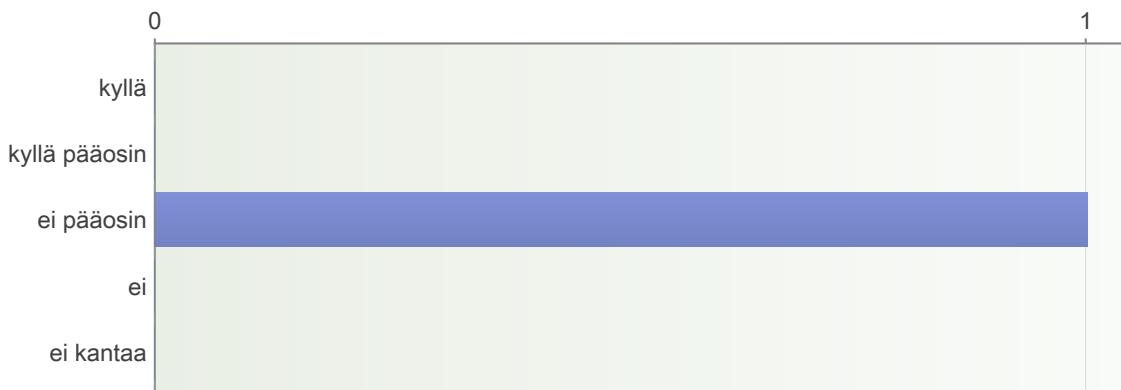 0 1
kyllä
kyllä pääosin
ei pääosin
ei
ei kantaa